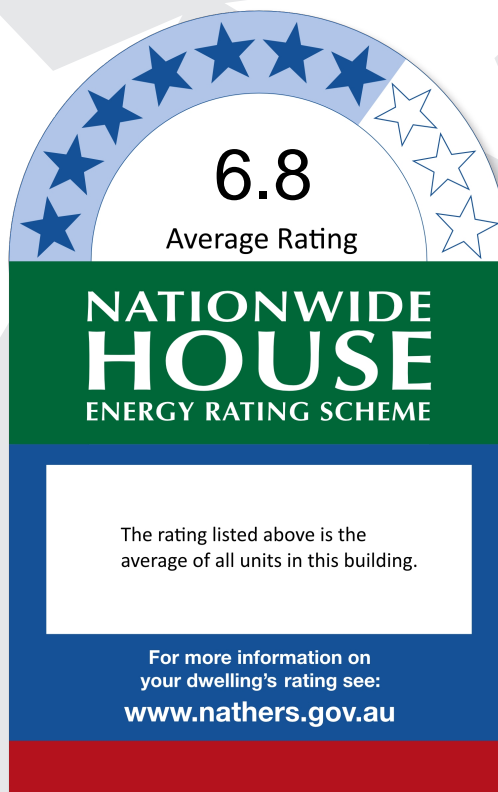 6.8
Average Rating
NATIONWIDE
HOUSE
ENERGY RATING SCHEME
The rating listed above is the
average of all units in this building.
For more information on
your dwelling's rating see:
www.nathers.gov.au